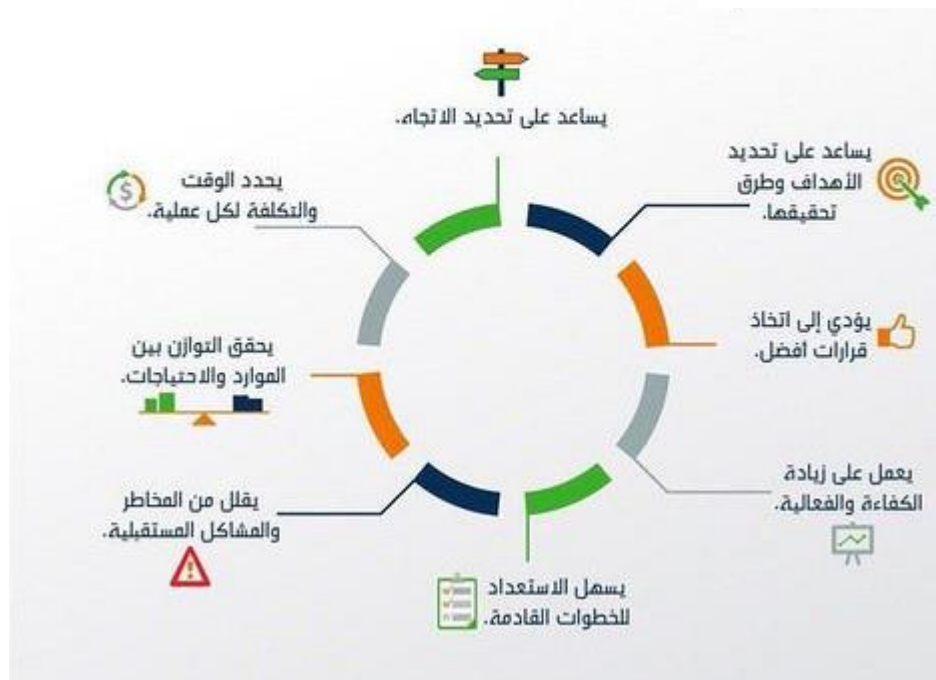 يساعد على تحديد الاتجاه.
يساعد على تحديد
الأهداف وطرق
تحقيقها.
يؤدي إلى اتخاذ
قرارات أفضل.
يعمل على زيادة
الكفاءة والفعالية.
يسهل الاستعداد
للخطوات القادمة.
يقلل من المخاطر
والمشاكل المستقبلية.
يحقق التوازن بين
الموارد والاحتياجات.
يحدد الوقت
والتكلفة لكل عملية.
$